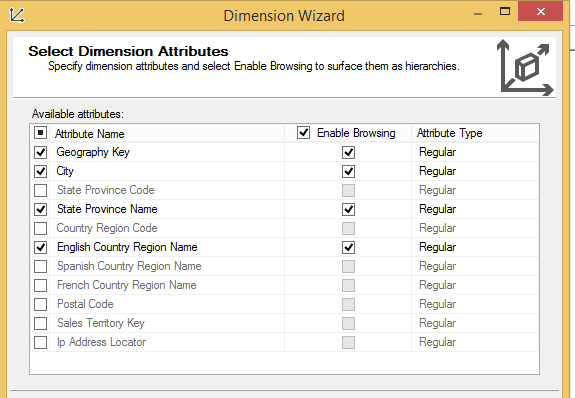 Dimension Wizard
Select Dimension Attributes
Specify dimension attributes and select Enable Browsing to surface them as hierarchies.
Available attributes:
Attribute Name Enable Browsing Attribute Type
Geography Key Regular
City Regular
State Province Code Regular
State Province Name Regular
Country Region Code Regular
English Country Region Name Regular
Spanish Country Region Name Regular
French Country Region Name Regular
Postal Code Regular
Sales Territory Key Regular
Ip Address Locator Regular